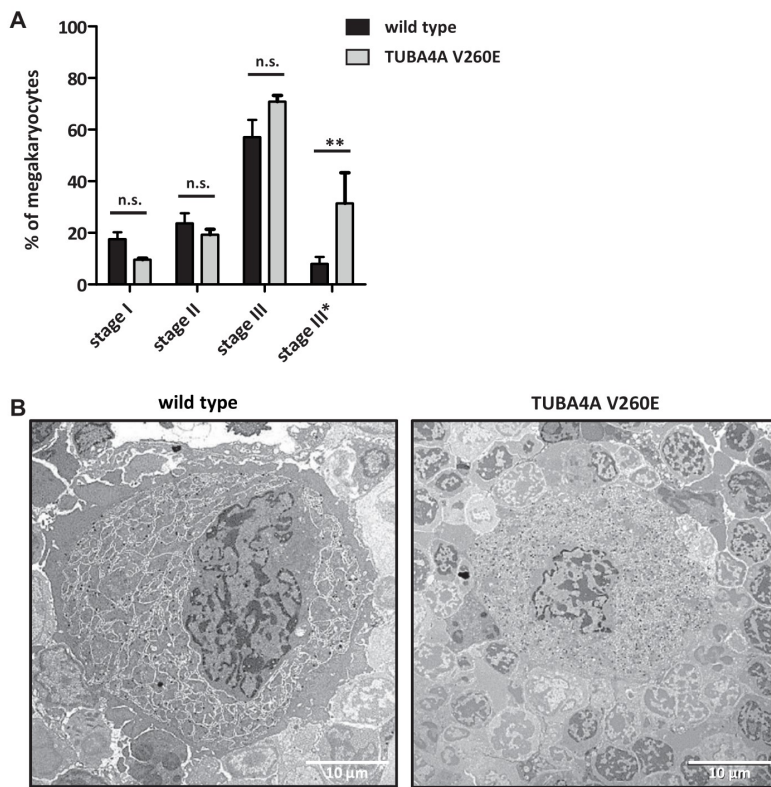 A
wild type
TUBA4A V260E
% of megakaryocytes
100
80
60
40
20
0
n.s.
n.s.
n.s.
**
stage I
stage II
stage III
stage III*
B
wild type
TUBA4A V260E
10 µm
10 µm